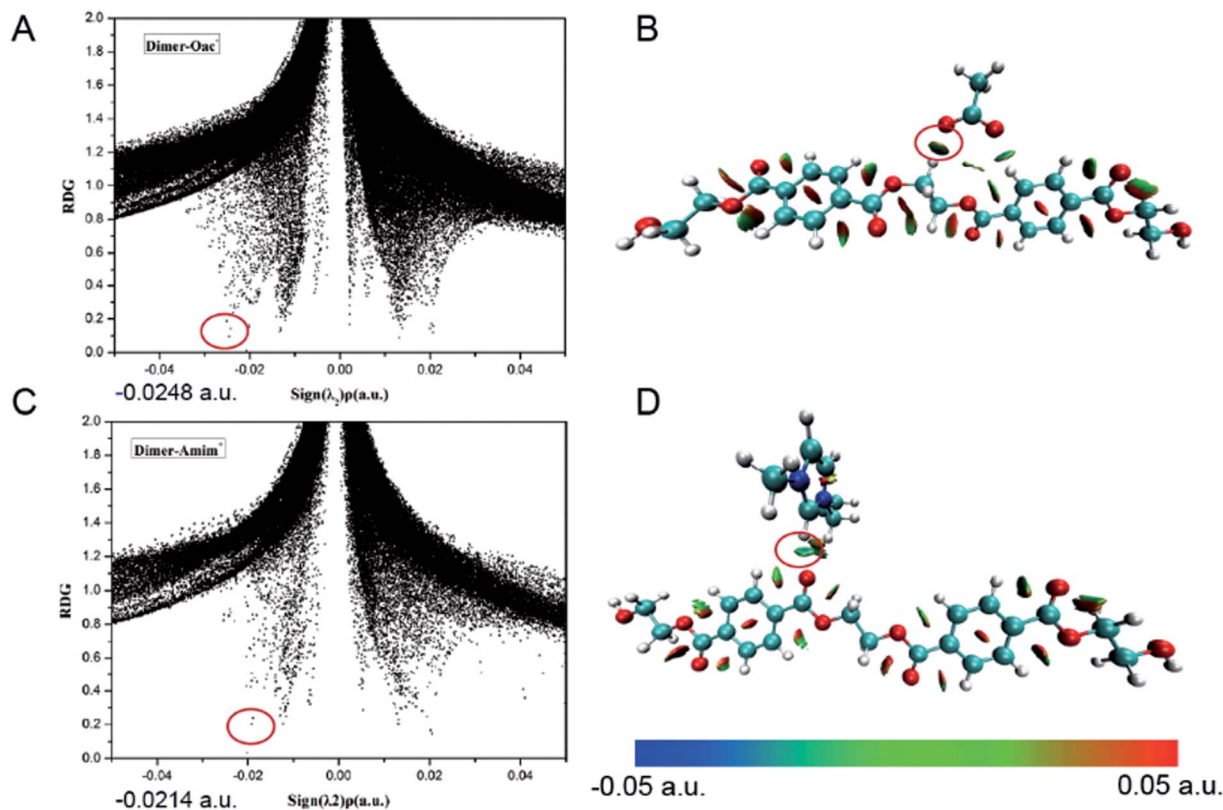 A
Dimer-Oac⁻
RDG
2.0
1.8
1.6
1.4
1.2
1.0
0.8
0.6
0.4
0.2
0.0
-0.04 -0.02 0.00 0.02 0.04
-0.0248 a.u.
Sign(λ₂)ρ(a.u.)
B
C
Dimer-Amim⁺
RDG
2.0
1.8
1.6
1.4
1.2
1.0
0.8
0.6
0.4
0.2
0.0
-0.04 -0.02 0.00 0.02 0.04
-0.0214 a.u.
Sign(λ2)ρ(a.u.)
D
-0.05 a.u. 0.05 a.u.